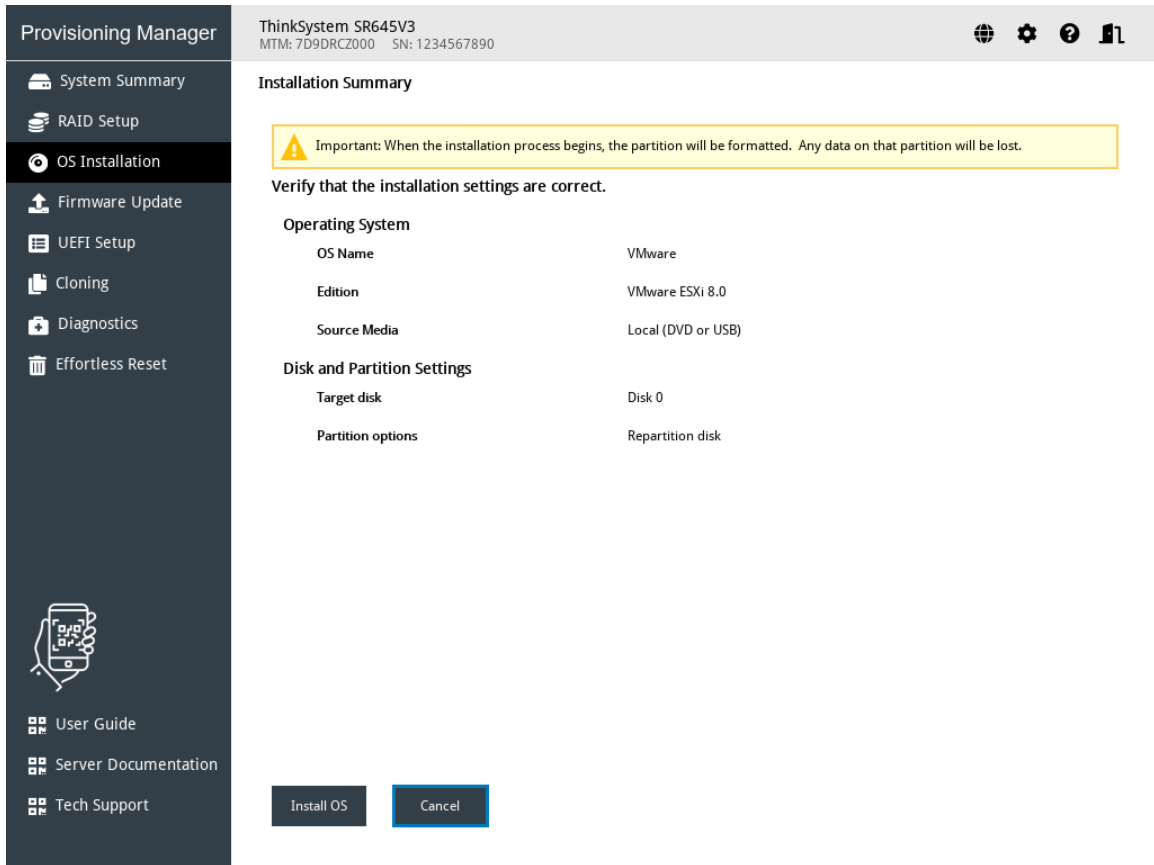 Provisioning Manager
ThinkSystem SR645V3
MTM: 7D9DRCZ000 SN: 1234567890
System Summary
RAID Setup
OS Installation
Firmware Update
UEFI Setup
Cloning
Diagnostics
Effortless Reset
User Guide
Server Documentation
Tech Support
Installation Summary
Important: When the installation process begins, the partition will be formatted. Any data on that partition will be lost.
Verify that the installation settings are correct.
Operating System
OS Name VMware
Edition VMware ESXi 8.0
Source Media Local (DVD or USB)
Disk and Partition Settings
Target disk Disk 0
Partition options Repartition disk
Install OS Cancel